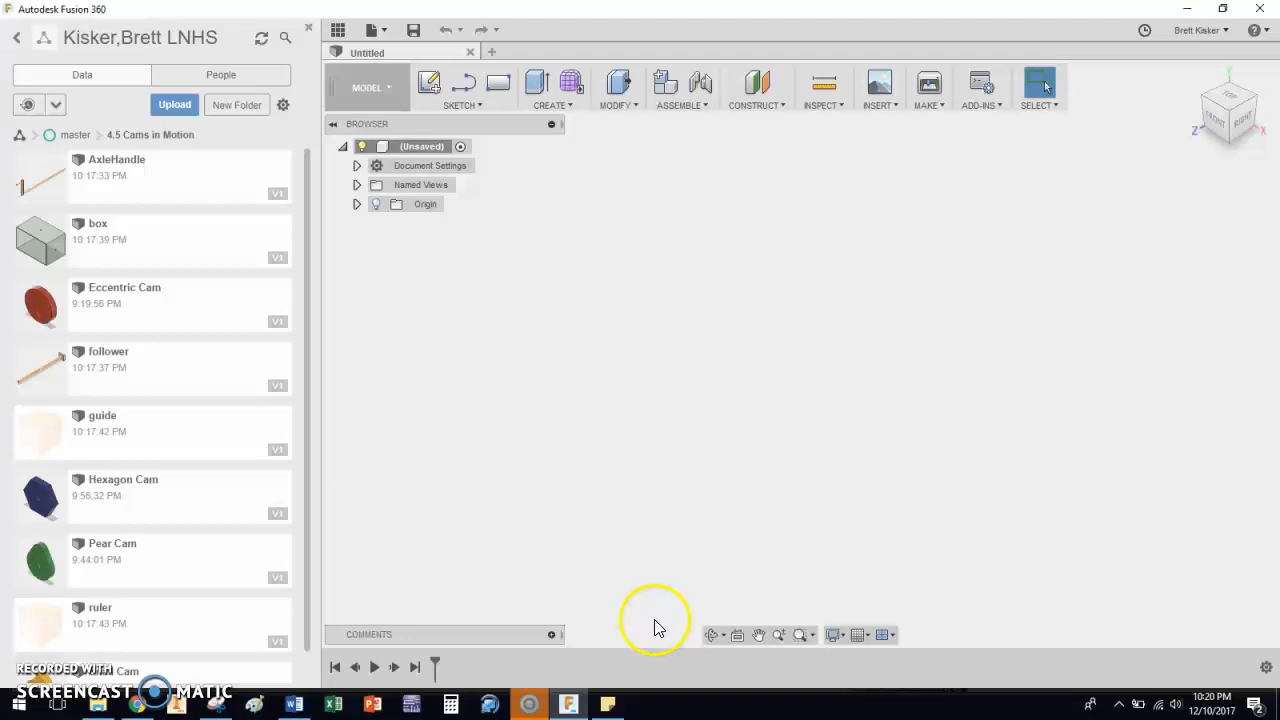 Autodesk Fusion 360
Kisker,Brett LNHS
Data
People
Upload
New Folder
master
4.5 Cams in Motion
AxleHandle
10:17:33 PM
V1
box
10:17:39 PM
V1
Eccentric Cam
9:19:56 PM
V1
follower
10:17:37 PM
V1
guide
10:17:42 PM
V1
Hexagon Cam
9:56:32 PM
V1
Pear Cam
9:44:01 PM
V1
ruler
10:17:43 PM
V1
Cam
RECORDED WITH
SCREENCAST MATIC
Untitled
Brett Kisker
MODEL
SKETCH
CREATE
MODIFY
ASSEMBLE
CONSTRUCT
INSPECT
INSERT
MAKE
ADD-INS
SELECT
BROWSER
(Unsaved)
Document Settings
Named Views
Origin
Y
TOP
FRONT
RIGHT
Z
X
COMMENTS
10:20 PM
12/10/2017